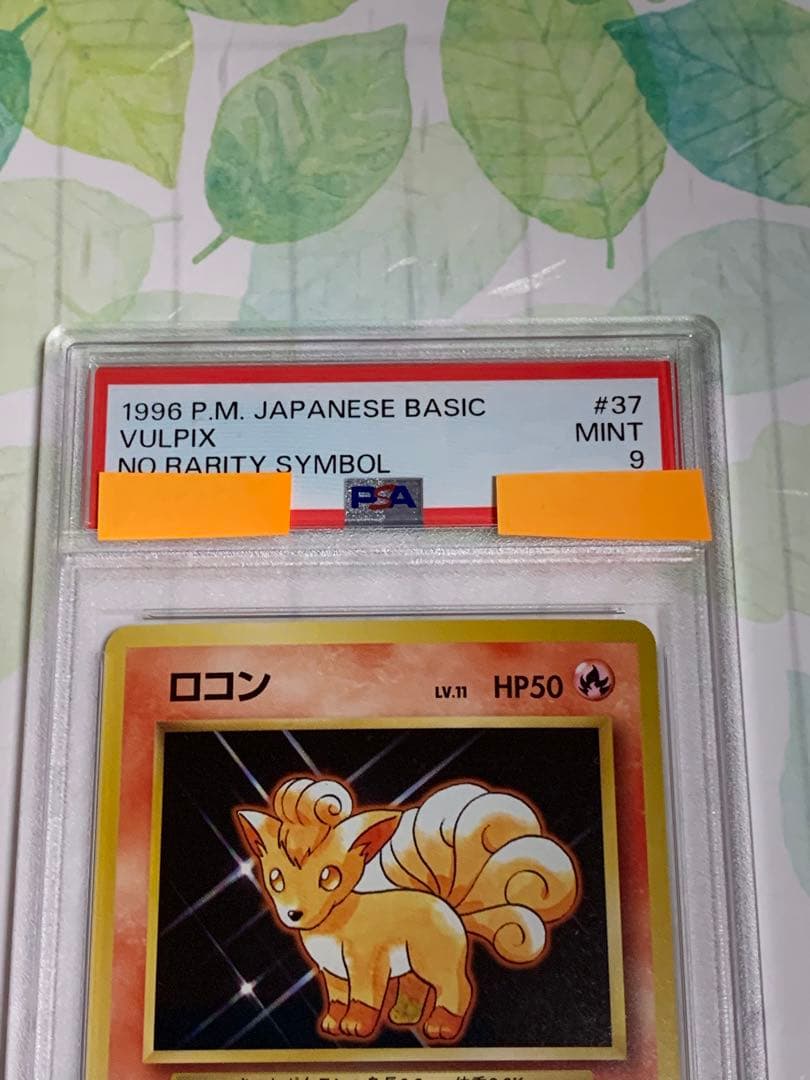 1996 P.M. JAPANESE BASIC #37
VULPIX MINT
NO RARITY SYMBOL 9
PSA
ロコン LV.11 HP50